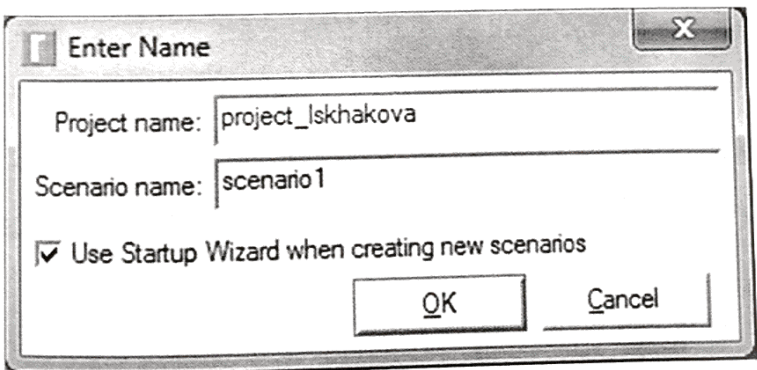 Enter Name
Project name: project_Iskhakova
Scenario name: scenario1
Use Startup Wizard when creating new scenarios
OK Cancel